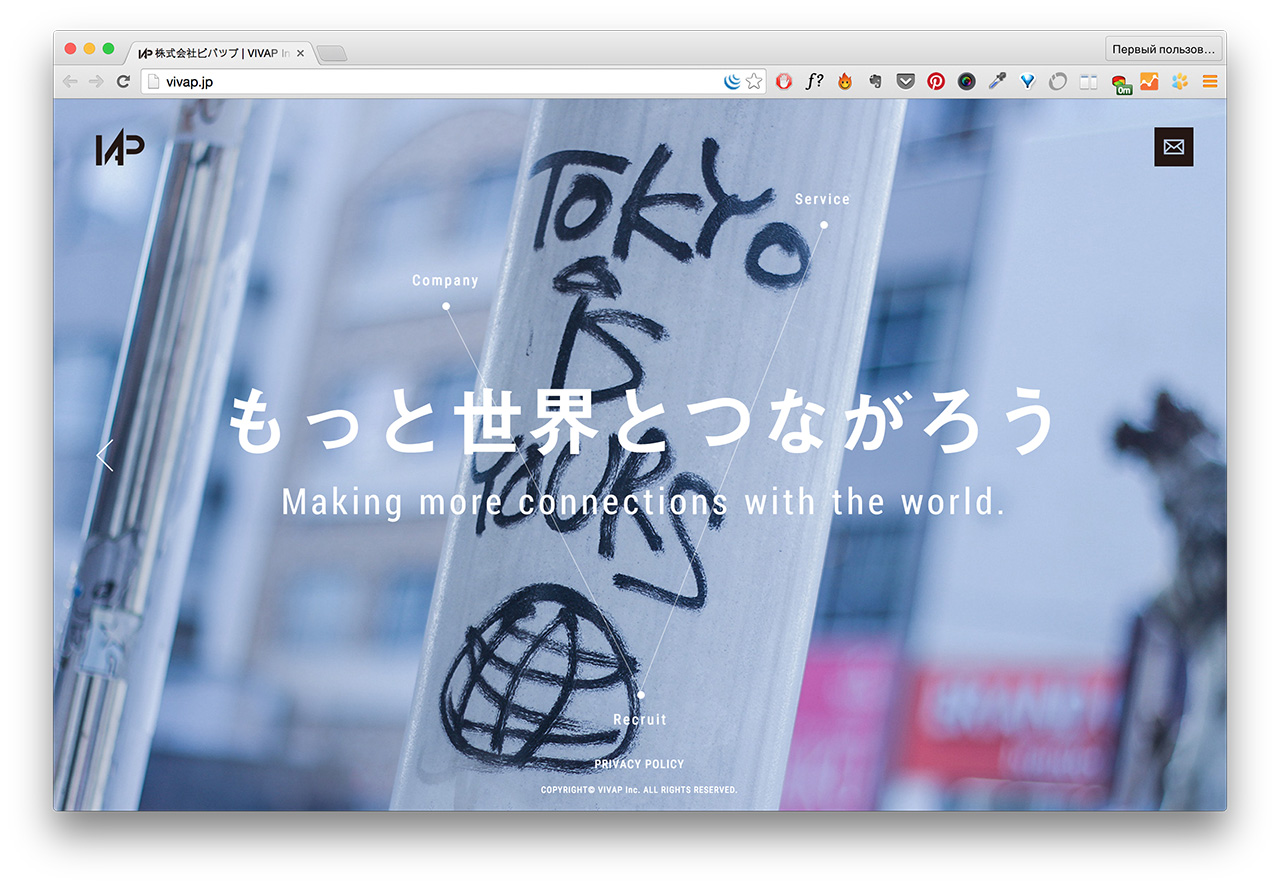 株式会社ビバップ | VIVAP In
Первый пользов…
vivap.jp
f?
0m
VAP
TOKYO
IS
YOURS
Service
Company
もっと世界とつながろう
Making more connections with the world.
Recruit
PRIVACY POLICY
COPYRIGHT© VIVAP Inc. ALL RIGHTS RESERVED.